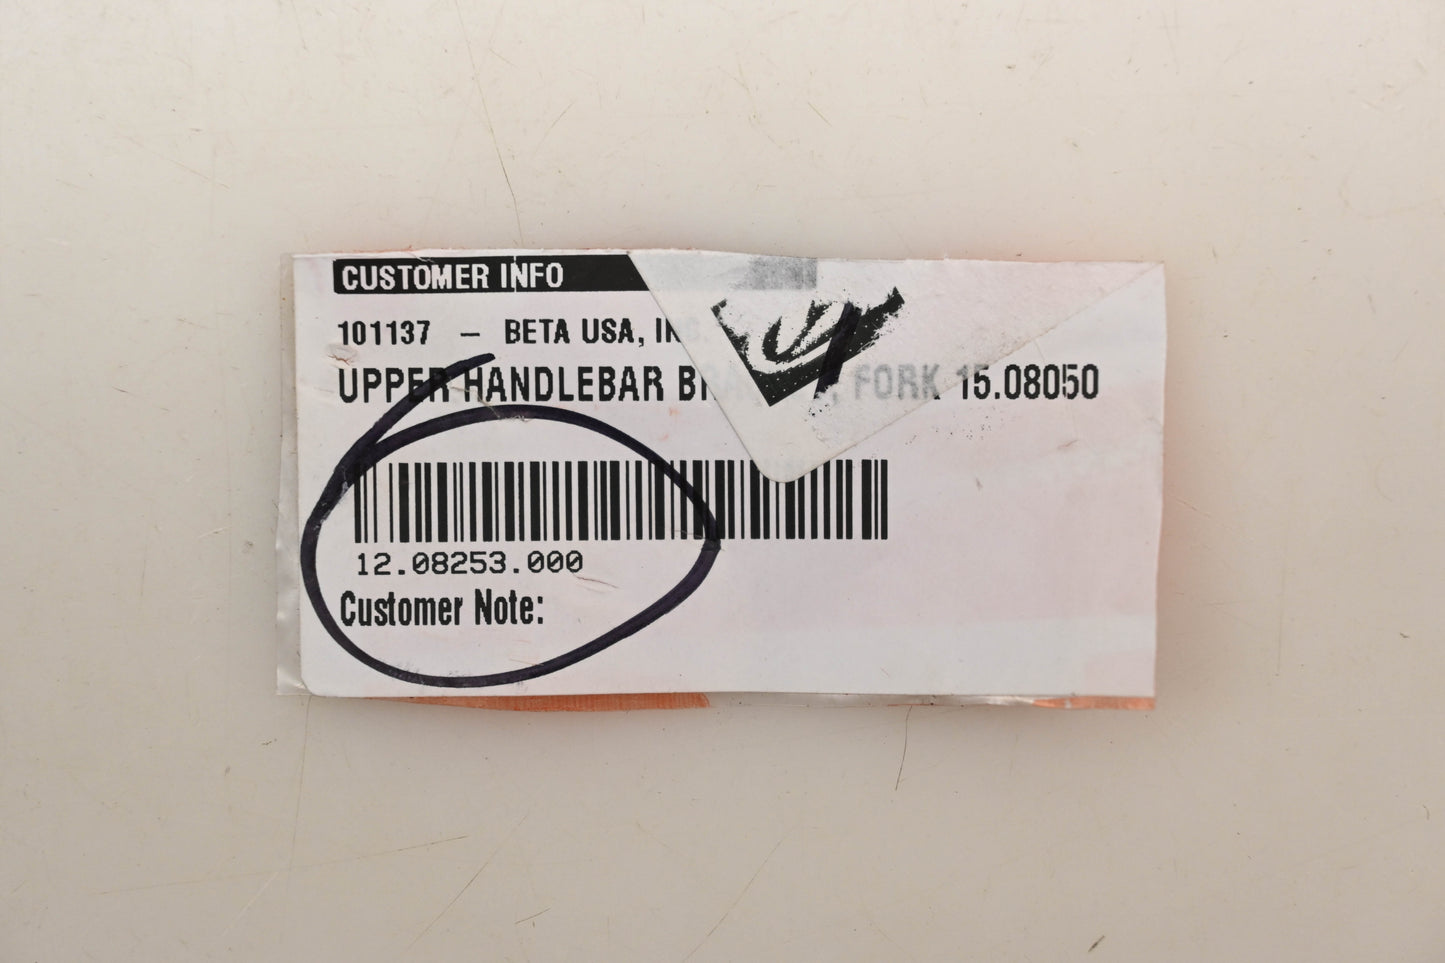 CUSTOMER INFO
101137 – BETA USA, INC.
UPPER HANDLEBAR FORK 15.08050
12.08253.000
Customer Note: